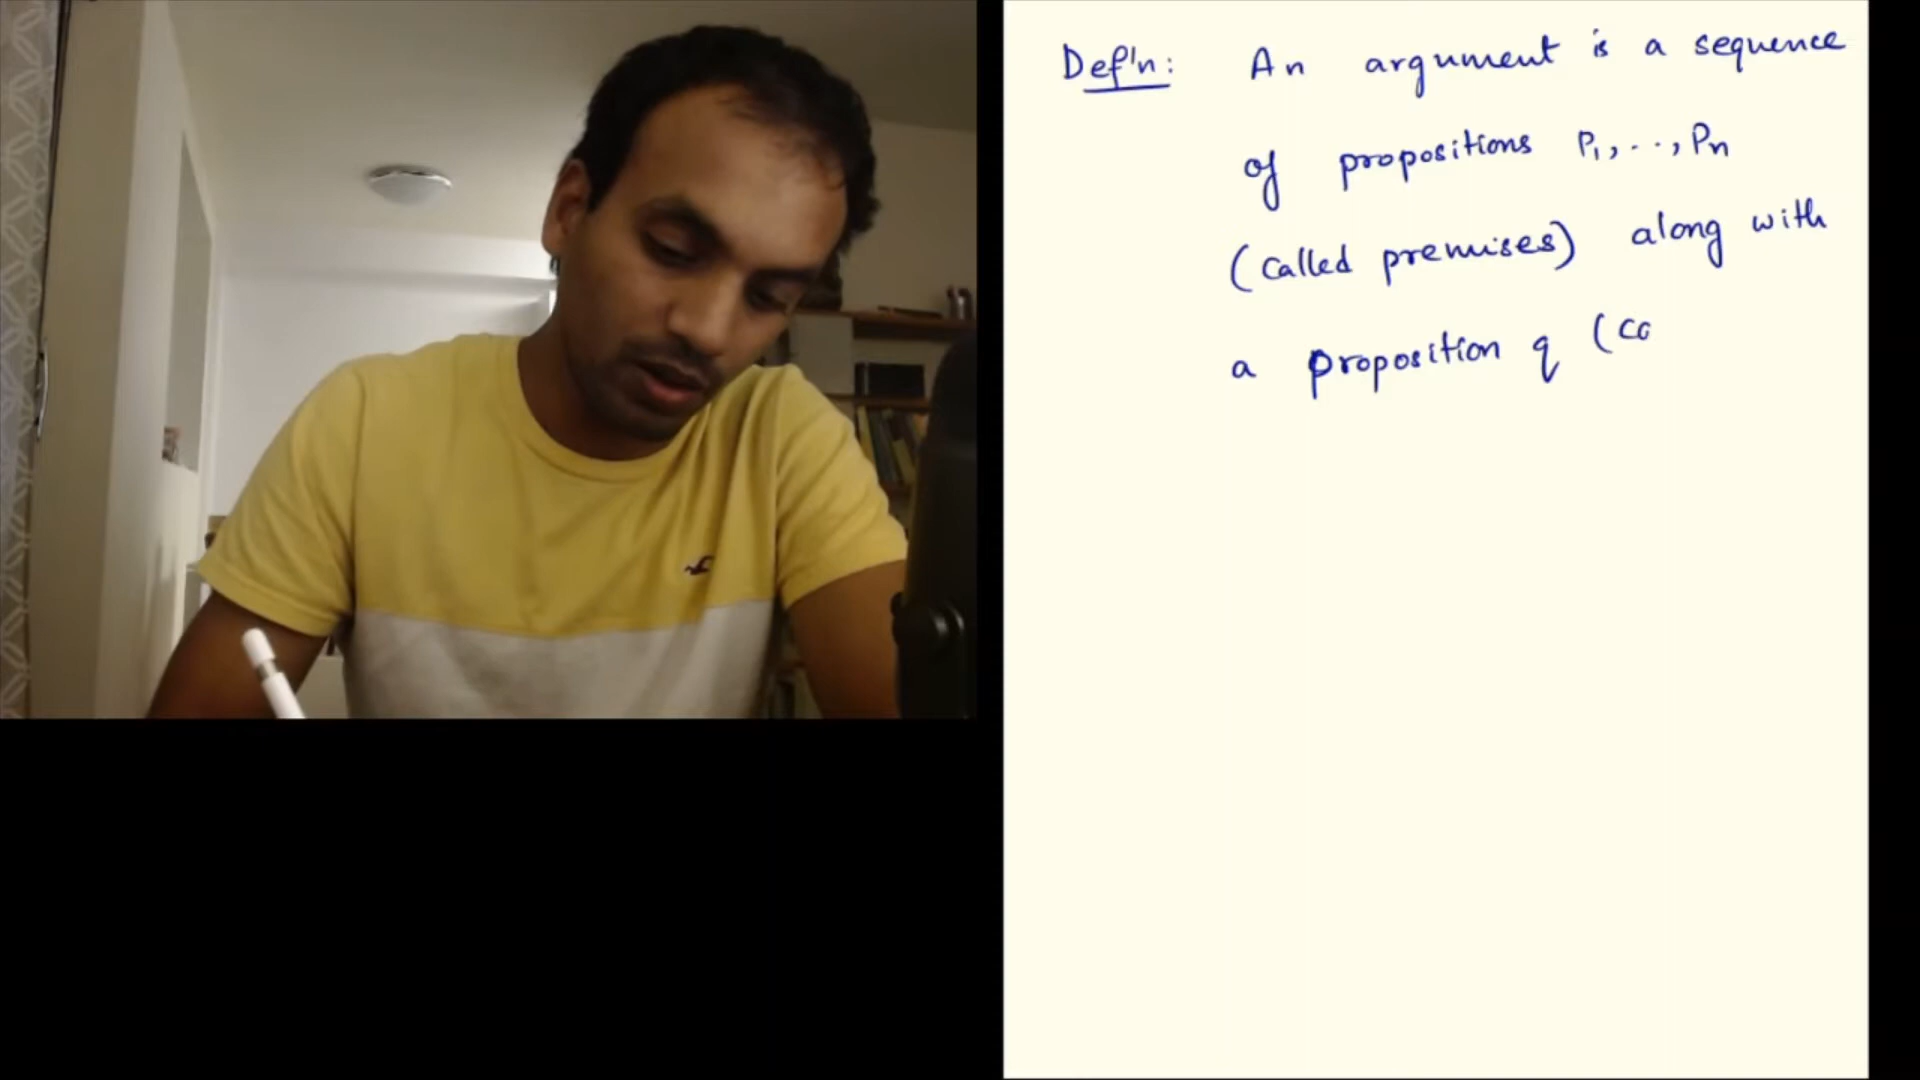 Def'n: An argument is a sequence
of propositions P1, ..., Pn
(called premises) along with
a proposition q (co